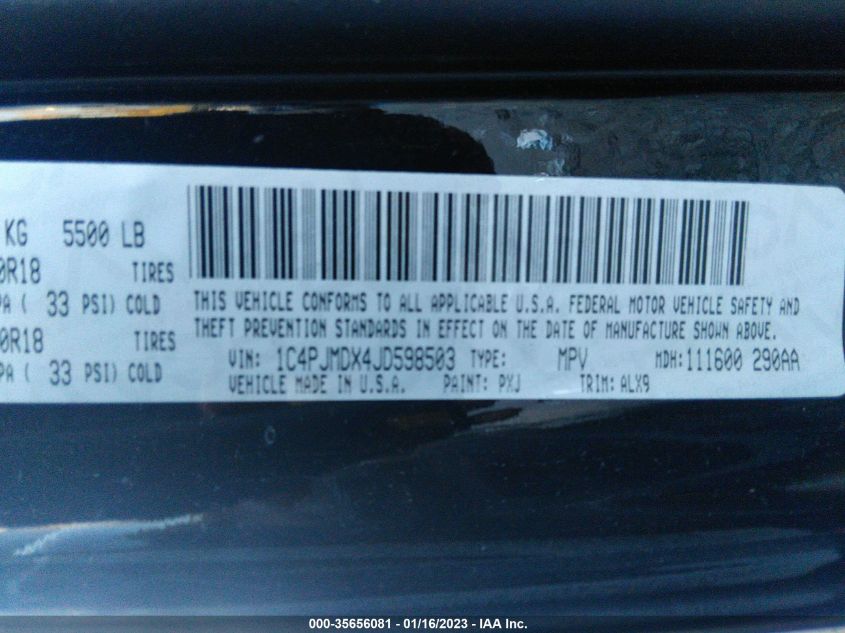 KG 5500 LB
0R18 TIRES
PA ( 33 PSI) COLD
0R18 TIRES
PA ( 33 PSI) COLD
THIS VEHICLE CONFORMS TO ALL APPLICABLE U.S.A. FEDERAL MOTOR VEHICLE SAFETY AND
THEFT PREVENTION STANDARDS IN EFFECT ON THE DATE OF MANUFACTURE SHOWN ABOVE.
VIN: 1C4PJMDX4JD598503 TYPE: MPV MDH:111600 290AA
VEHICLE MADE IN U.S.A. PAINT: PXJ TRIM: ALX9
000-35656081 - 01/16/2023 - IAA Inc.